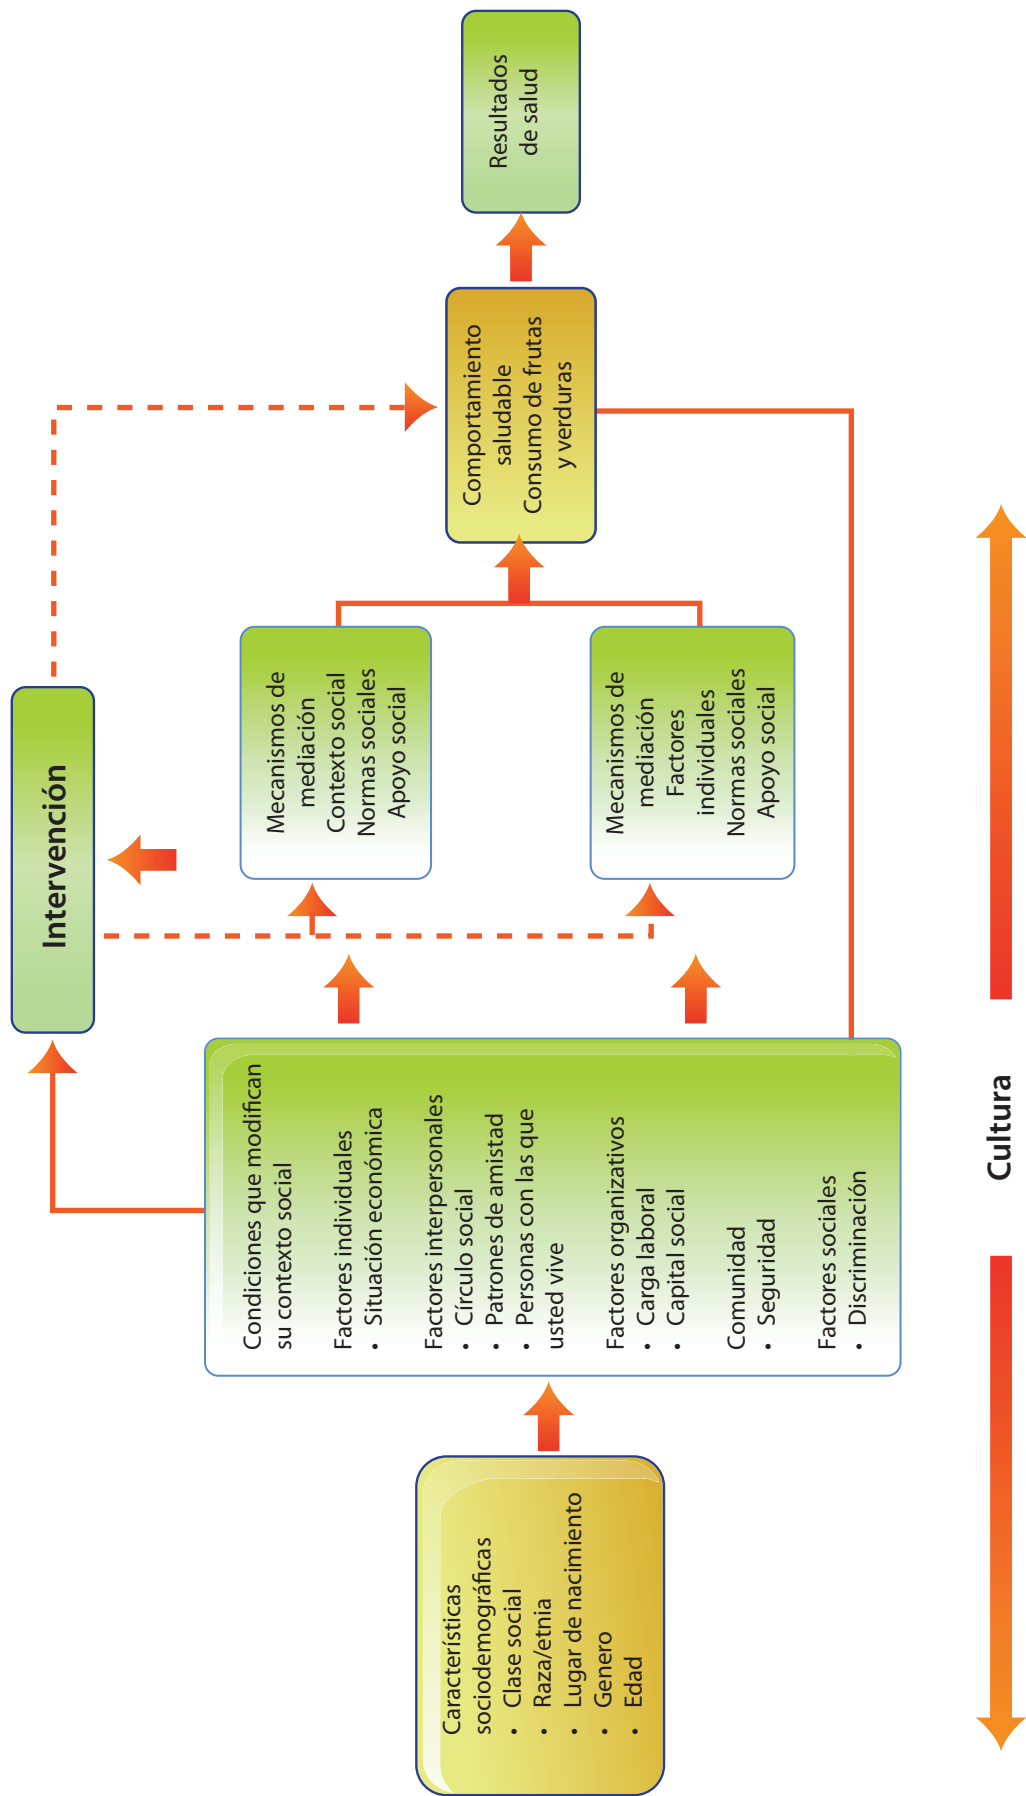 Características
sociodemográficas
• Clase social
• Raza/etnia
• Lugar de nacimiento
• Genero
• Edad
Condiciones que modifican
su contexto social
Factores individuales
• Situación económica
Factores interpersonales
• Círculo social
• Patrones de amistad
• Personas con las que
usted vive
Factores organizativos
• Carga laboral
• Capital social
Comunidad
• Seguridad
Factores sociales
• Discriminación
Intervención
Mecanismos de
mediación
Contexto social
Normas sociales
Apoyo social
Mecanismos de
mediación
Factores
individuales
Normas sociales
Apoyo social
Comportamiento
saludable
Consumo de frutas
y verduras
Resultados
de salud
Cultura